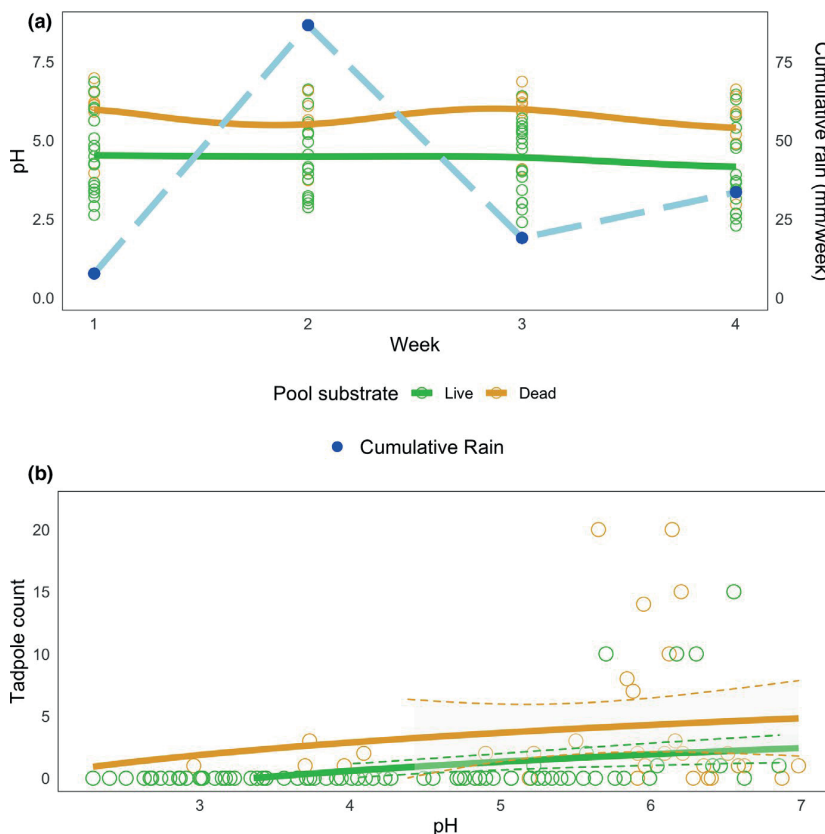 (a)
7.5
5.0
2.5
0.0
pH
75
50
25
0
Cumulative rain (mm/week)
1 2 3 4
Week
Pool substrate Live Dead
Cumulative Rain
(b)
20
15
10
5
0
Tadpole count
3 4 5 6 7
pH